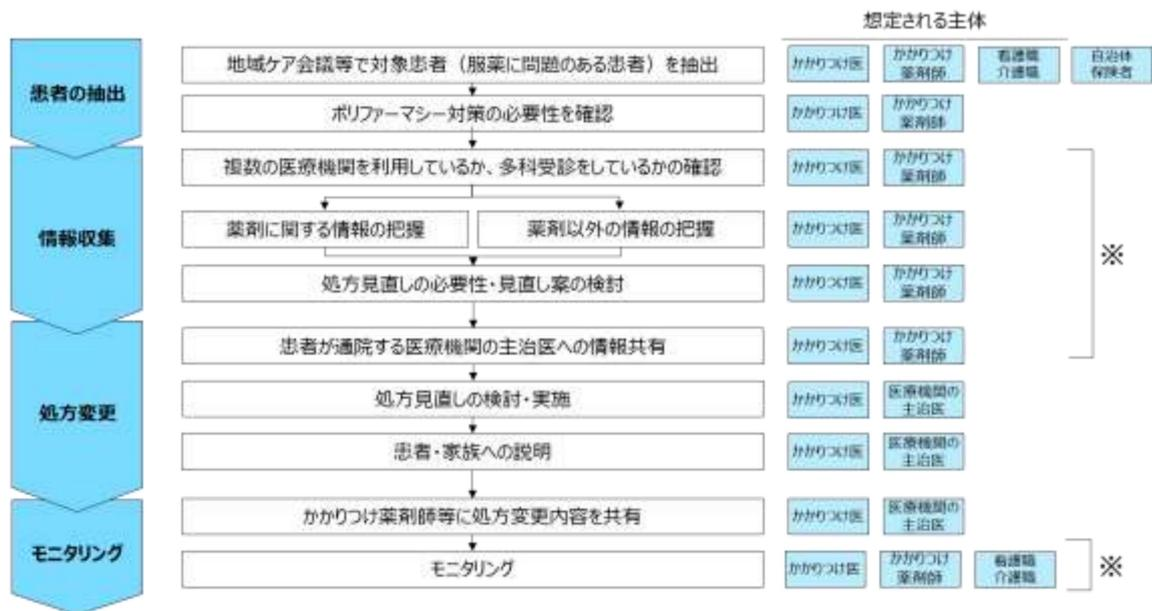 想定される主体
患者の抽出
地域ケア会議等で対象患者（服薬に問題のある患者）を抽出
かかりつけ医
かかりつけ
薬剤師
看護職
介護職
自治体
保険者
ポリファーマシー対策の必要性を確認
かかりつけ医
かかりつけ
薬剤師
情報収集
複数の医療機関を利用しているか、多科受診をしているかの確認
かかりつけ医
かかりつけ
薬剤師
薬剤に関する情報の把握
薬剤以外の情報の把握
かかりつけ医
かかりつけ
薬剤師
※
処方見直しの必要性・見直し案の検討
かかりつけ医
かかりつけ
薬剤師
処方変更
患者が通院する医療機関の主治医への情報共有
かかりつけ医
かかりつけ
薬剤師
処方見直しの検討・実施
かかりつけ医
医療機関の
主治医
患者・家族への説明
かかりつけ医
医療機関の
主治医
モニタリング
かかりつけ薬剤師等に処方変更内容を共有
かかりつけ医
医療機関の
主治医
モニタリング
かかりつけ医
かかりつけ
薬剤師
看護職
介護職
※